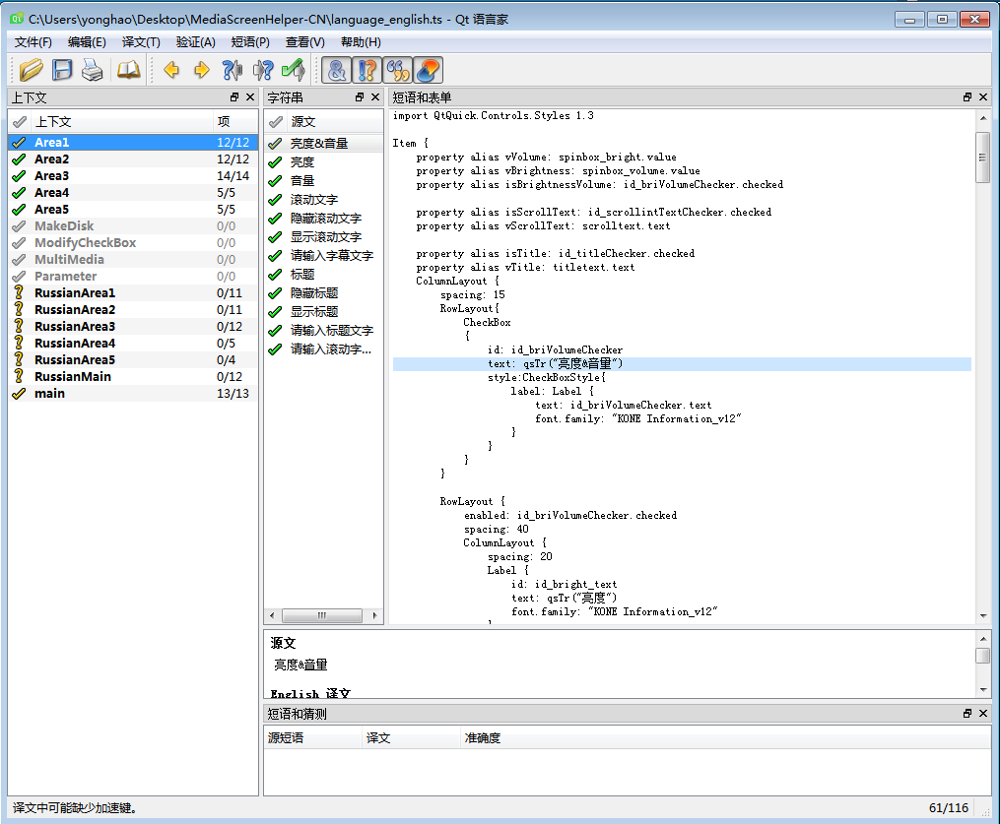 C:\Users\yonghao\Desktop\MediaScreenHelper-CN\language_english.ts - Qt 语言家
文件(F) 编辑(E) 译文(T) 验证(A) 短语(P) 查看(V) 帮助(H)
上下文
上下文 项
Area1 12/12
Area2 12/12
Area3 14/14
Area4 5/5
Area5 5/5
MakeDisk 0/0
ModifyCheckBox 0/0
MultiMedia 0/0
Parameter 0/0
RussianArea1 0/11
RussianArea2 0/11
RussianArea3 0/12
RussianArea4 0/5
RussianArea5 0/4
RussianMain 0/12
main 13/13
字符串
源文
亮度&音量
亮度
音量
滚动文字
隐藏滚动文字
显示滚动文字
请输入字幕文字
标题
隐藏标题
显示标题
请输入标题文字
请输入滚动字...
短语和表单
import QtQuick.Controls.Styles 1.3
Item {
property alias vVolume: spinbox_bright.value
property alias vBrightness: spinbox_volume.value
property alias isBrightnessVolume: id_briVolumeChecker.checked
property alias isScrollText: id_scrollintTextChecker.checked
property alias vScrollText: scrolltext.text
property alias isTitle: id_titleChecker.checked
property alias vTitle: titletext.text
ColumnLayout {
spacing: 15
RowLayout{
CheckBox
{
id: id_briVolumeChecker
text: qsTr("亮度&音量")
style:CheckBoxStyle{
label: Label {
text: id_briVolumeChecker.text
font.family: "KONE Information_v12"
}
}
}
}
RowLayout {
enabled: id_briVolumeChecker.checked
spacing: 40
ColumnLayout {
spacing: 20
Label {
id: id_bright_text
text: qsTr("亮度")
font.family: "KONE Information_v12"
}
源文
亮度&音量
English 译文
短语和猜测
源短语 译文 准确度
译文中可能缺少加速键。 61/116